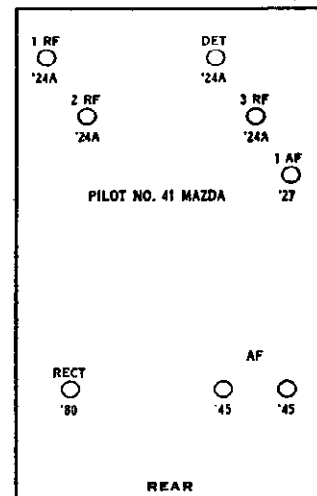 1 RF DET
'24A '24A
2 RF 3 RF
'24A '24A
1 AF
PILOT NO. 41 MAZDA '27
AF
RECT
'80 '45 '45
REAR